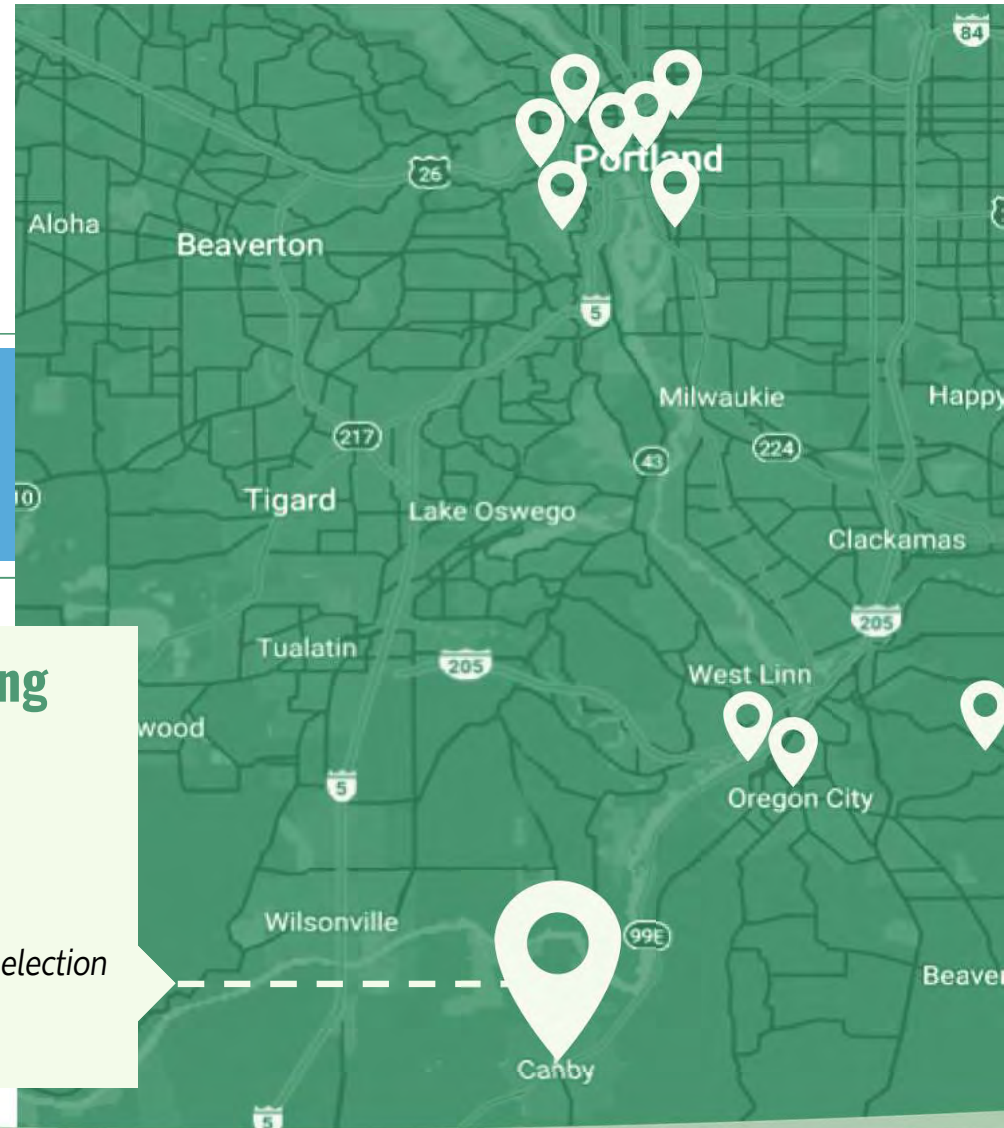 84
Portland
26
Aloha
Beaverton
5
Milwaukie
Happy
217
43
224
10
Tigard
Lake Oswego
Clackamas
205
Tualatin
205
West Linn
ng
wood
5
Oregon City
Wilsonville
99E
election
Beaver
Canby
5